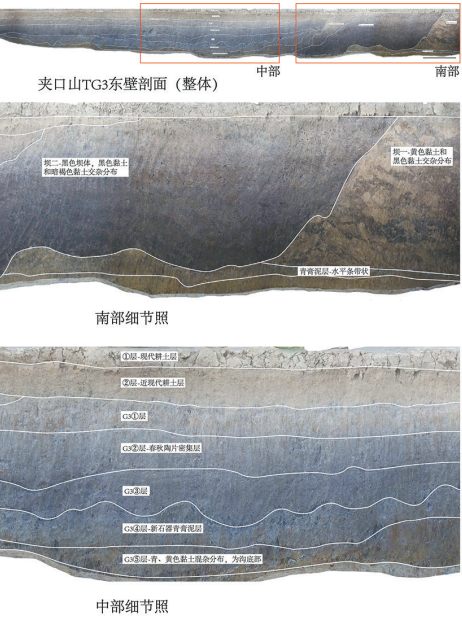 中部
南部
夹口山TG3东壁剖面（整体）
坝二-黑色坝体，黑色黏土
和暗褐色黏土交杂分布
坝一-黄色黏土和
黑色黏土交杂分布
青膏泥层-水平条带状
南部细节照
①层-现代耕土层
②层-近现代耕土层
G3①层
G3②层-春秋陶片密集层
G3③层
G3④层-新石器青膏泥层
G3⑤层-青、黄色黏土混杂分布，为沟底部
中部细节照